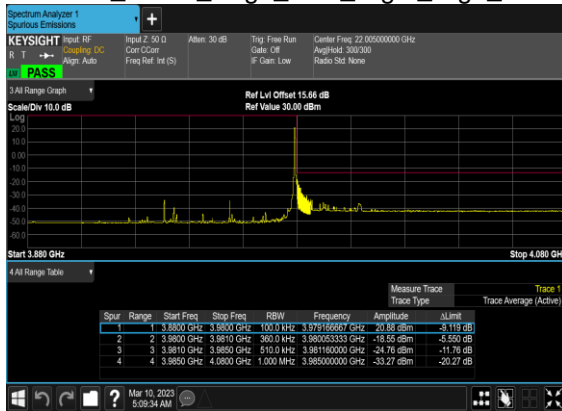 Spectrum Analyzer 1
Spurious Emissions
+
KEYSIGHT Input: RF Input Z: 50 Ω Atten: 30 dB Trig: Free Run Center Freq: 22.005000000 GHz
R T Coupling: DC Corr CCorr Gate: Off Avg|Hold: 300/300
Align: Auto Freq Ref: Int (S) IF Gain: Low Radio Std: None
PASS
3 All Range Graph
Ref Lvl Offset 15.66 dB
Scale/Div 10.0 dB Ref Value 30.00 dBm
Log
20.0
10.0
0.00
-10.0
-20.0
-30.0
-40.0
-50.0
-60.0
Start 3.880 GHz Stop 4.080 GH
4 All Range Table
Measure Trace Trace 1
Trace Type Trace Average (Active)
Spur Range Start Freq Stop Freq RBW Frequency Amplitude ΔLimit
1 1 3.8800 GHz 3.9800 GHz 100.0 kHz 3.979166667 GHz 20.88 dBm -9.119 dB
2 2 3.9800 GHz 3.9810 GHz 360.0 kHz 3.980053333 GHz -18.55 dBm -5.550 dB
3 3 3.9810 GHz 3.9850 GHz 510.0 kHz 3.981160000 GHz -24.76 dBm -11.76 dB
4 4 3.9850 GHz 4.0800 GHz 1.000 MHz 3.985000000 GHz -33.27 dBm -20.27 dB
?
Mar 10, 2023
5:09:34 AM